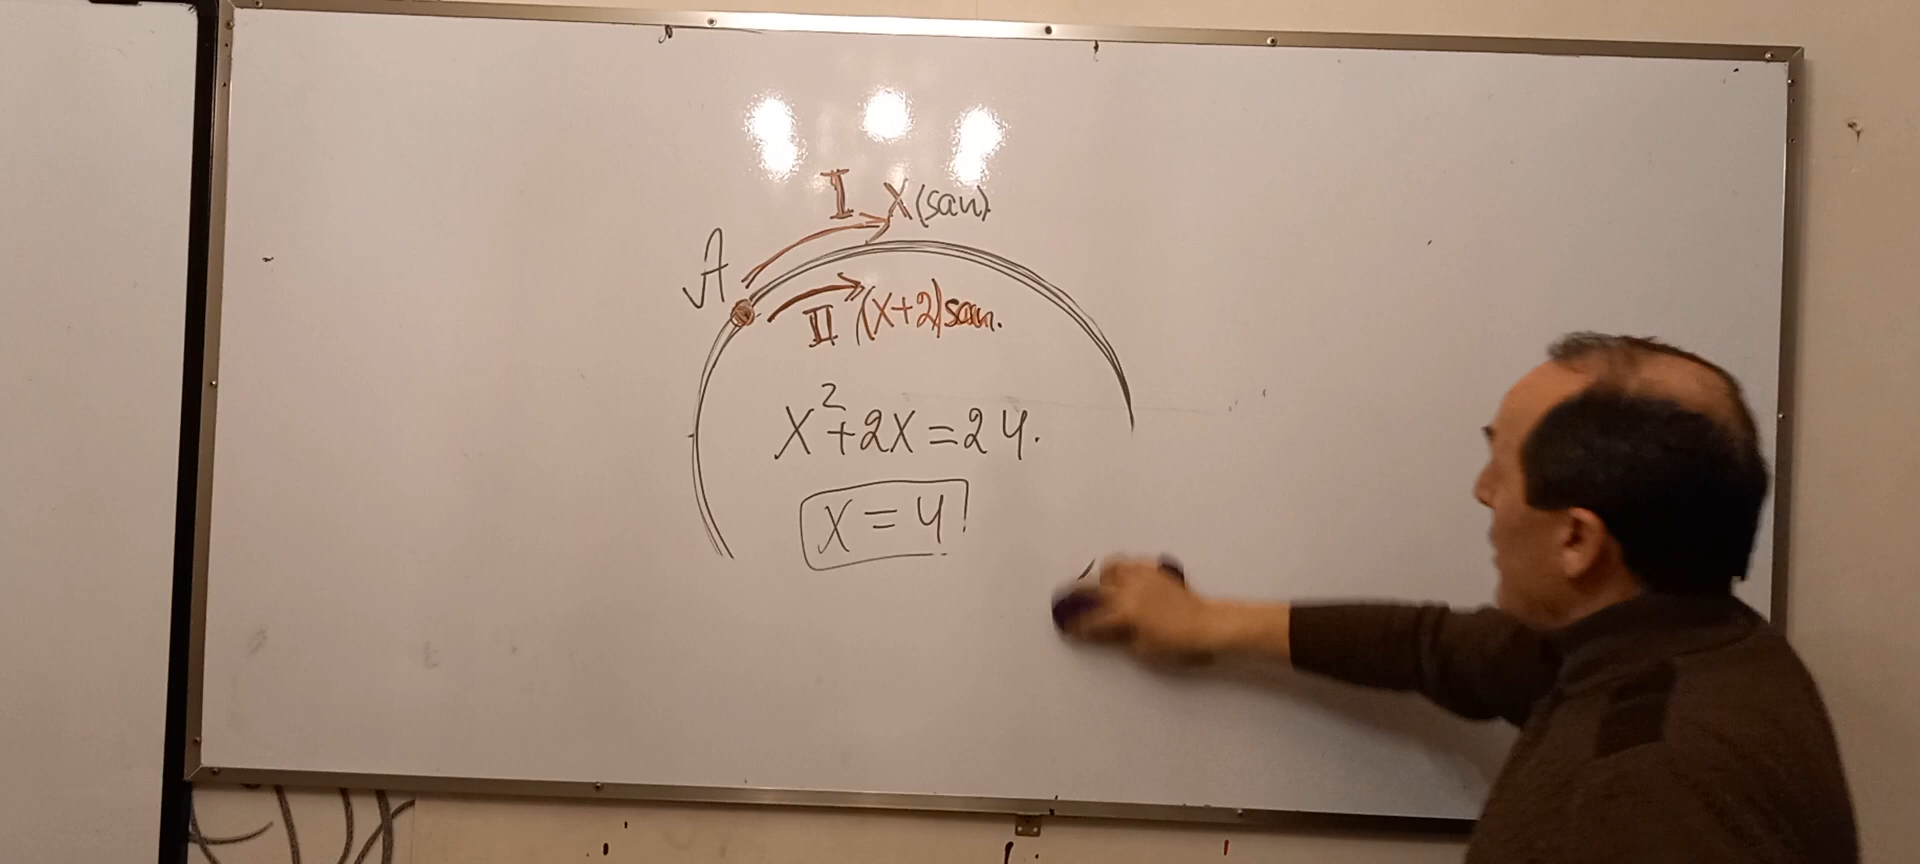 I X (san).
A
II (X+2) san.
X²+2X=24.
X=4